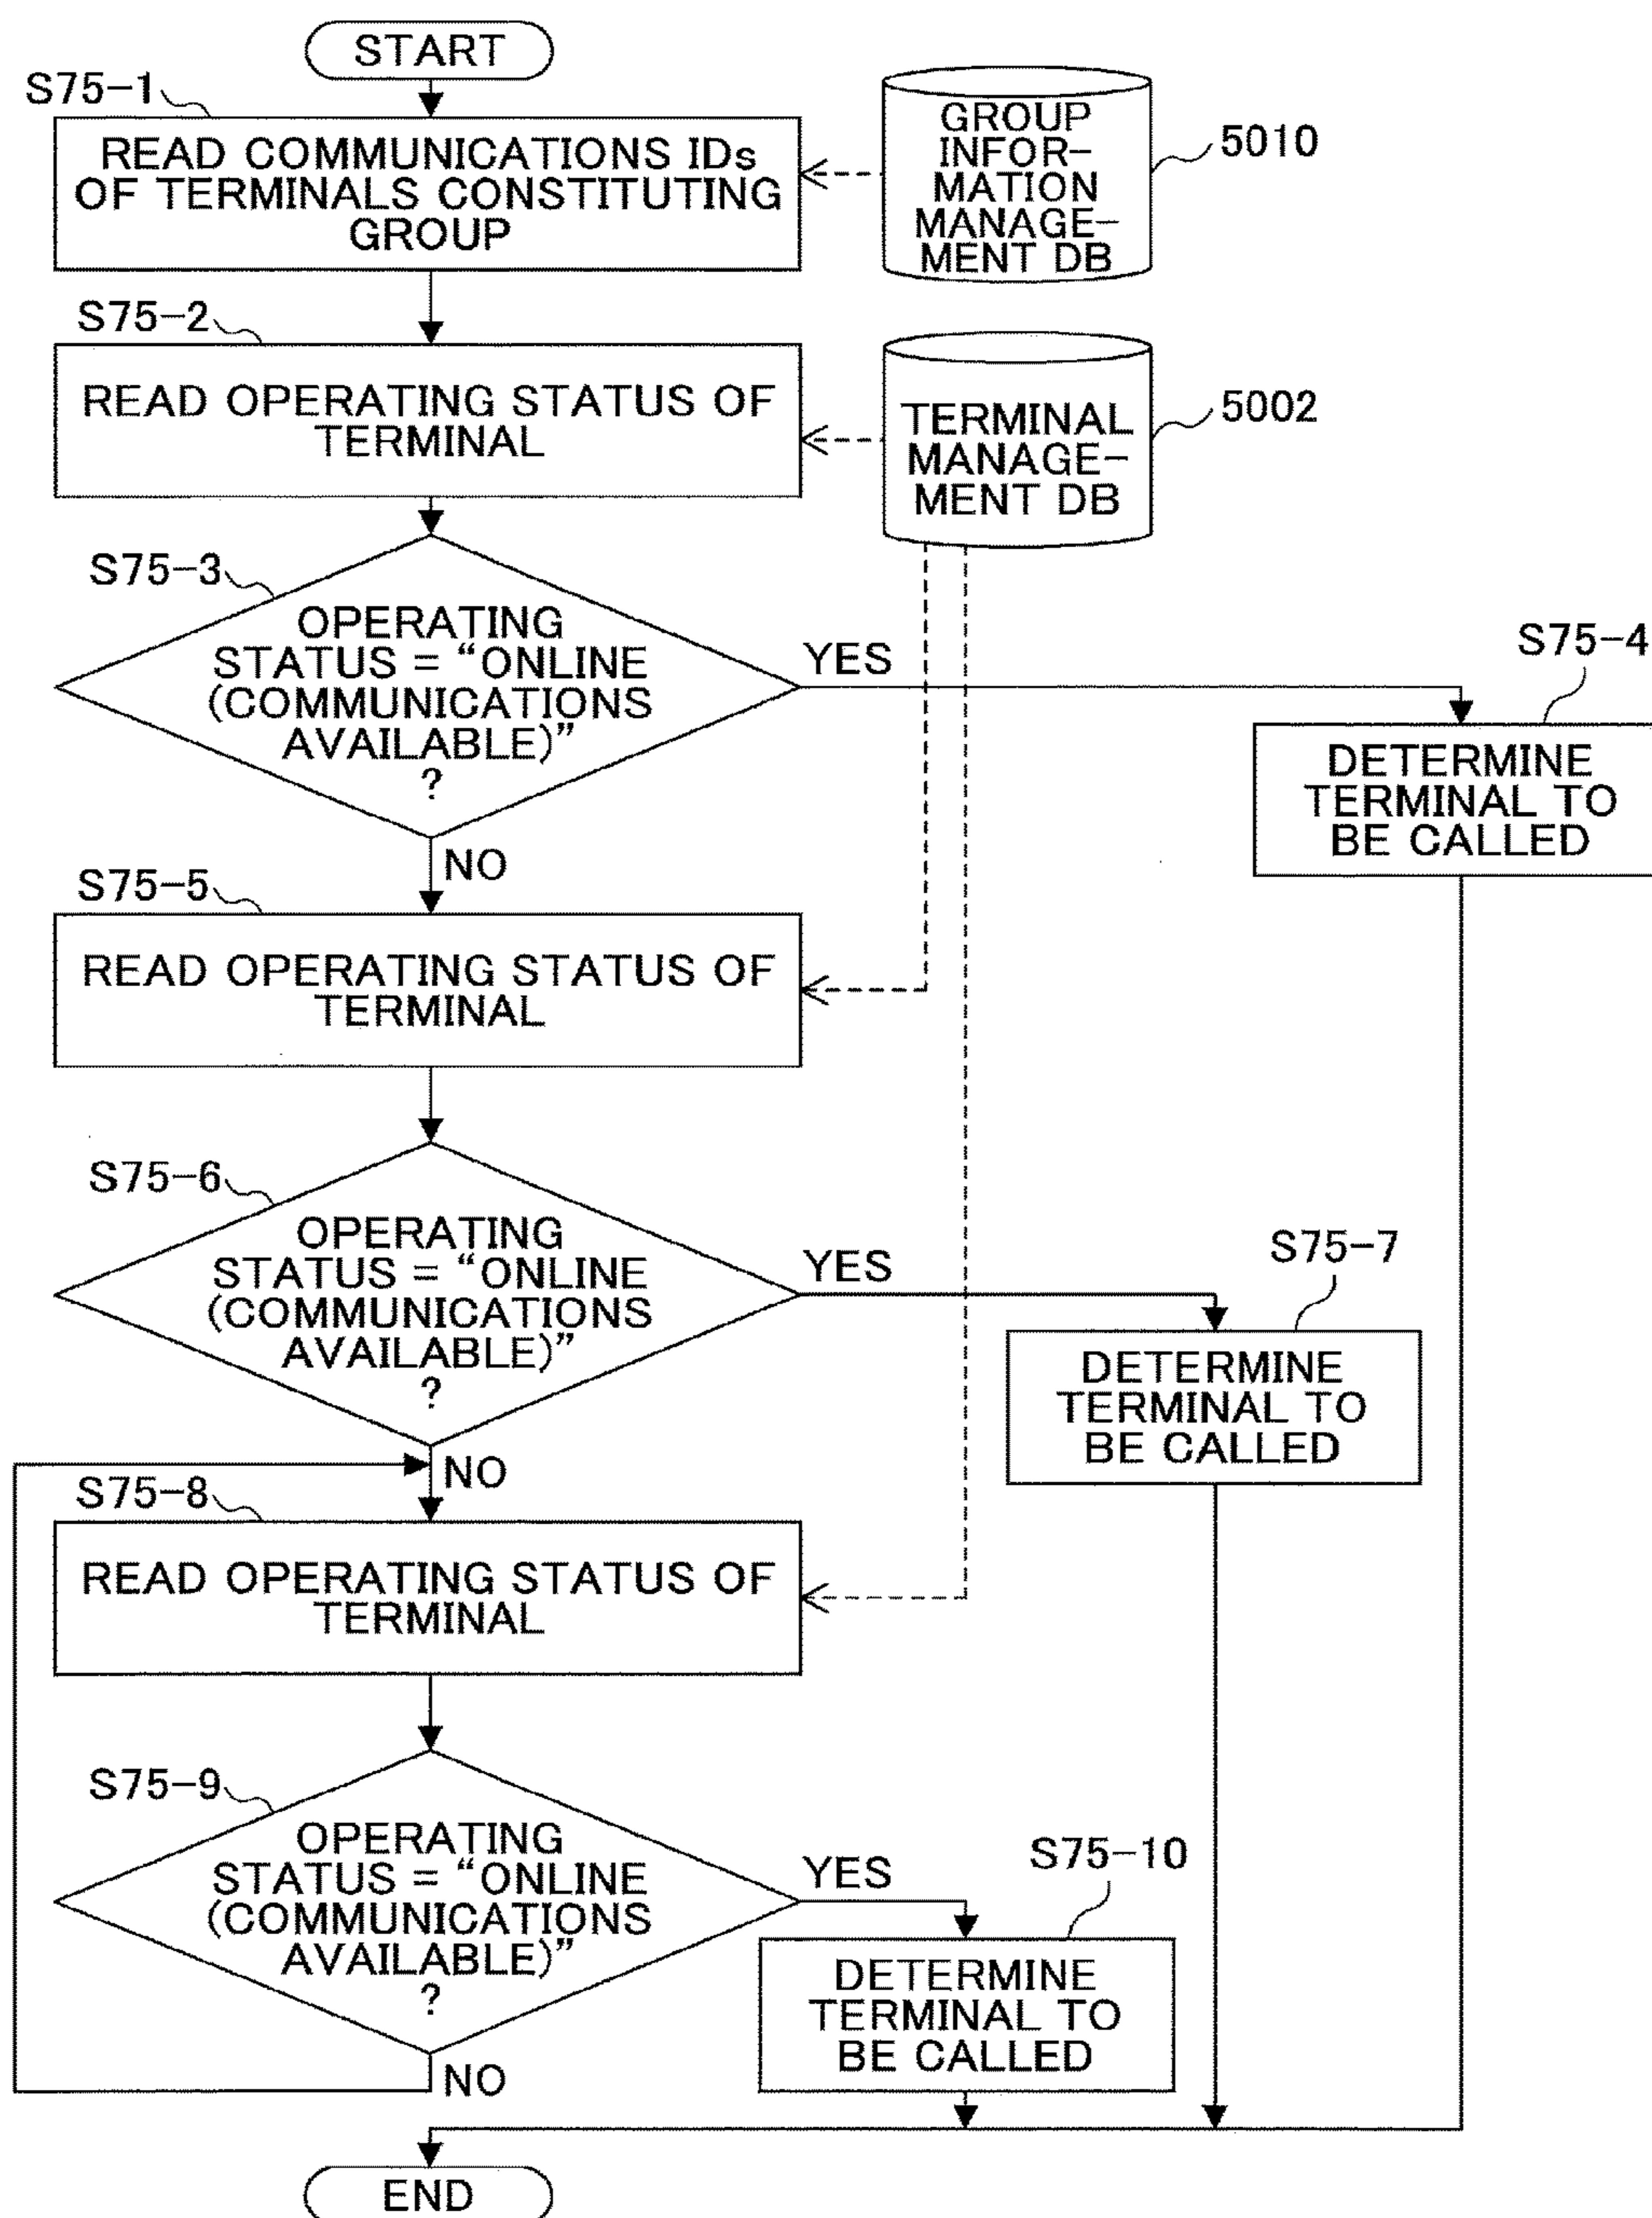 START
S75-1
READ COMMUNICATIONS IDs
OF TERMINALS CONSTITUTING
GROUP
GROUP
INFOR-
MATION
MANAGE-
MENT DB
5010
S75-2
READ OPERATING STATUS OF
TERMINAL
TERMINAL
MANAGE-
MENT DB
5002
S75-3
OPERATING
STATUS = “ONLINE
(COMMUNICATIONS
AVAILABLE)”
?
YES
S75-4
DETERMINE
TERMINAL TO
BE CALLED
NO
S75-5
READ OPERATING STATUS OF
TERMINAL
S75-6
OPERATING
STATUS = “ONLINE
(COMMUNICATIONS
AVAILABLE)”
?
YES
S75-7
DETERMINE
TERMINAL TO
BE CALLED
NO
S75-8
READ OPERATING STATUS OF
TERMINAL
S75-9
OPERATING
STATUS = “ONLINE
(COMMUNICATIONS
AVAILABLE)”
?
YES
S75-10
DETERMINE
TERMINAL TO
BE CALLED
NO
END